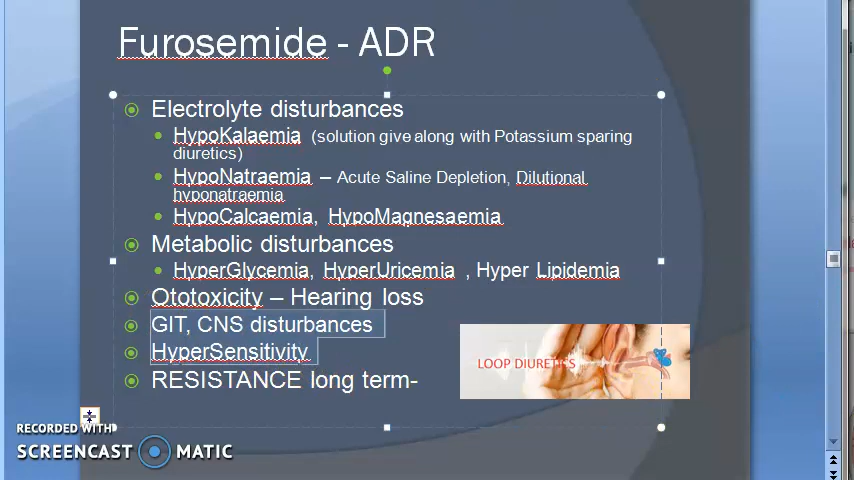 Furosemide - ADR
Electrolyte disturbances
HypoKalaemia (solution give along with Potassium sparing
diuretics)
HypoNatraemia – Acute Saline Depletion, Dilutional
hyponatraemia
HypoCalcaemia, HypoMagnesaemia
Metabolic disturbances
HyperGlycemia, HyperUricemia , Hyper Lipidemia
Ototoxicity – Hearing loss
GIT, CNS disturbances
HyperSensitivity
LOOP DIURETICS
RESISTANCE long term-
RECORDED WITH
SCREENCAST MATIC